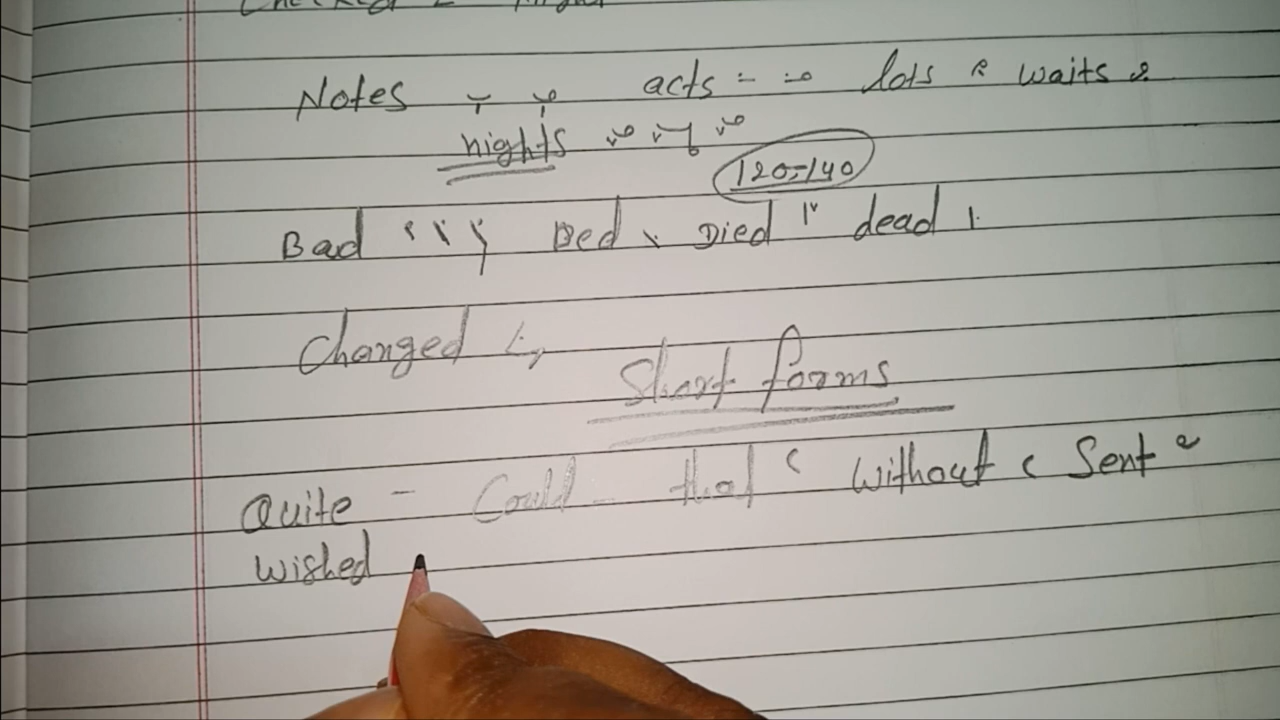 Notes acts lots waits
nights
120-140
Bad Ded Died dead
Changed
Short forms
Quite Could that without Sent
wished